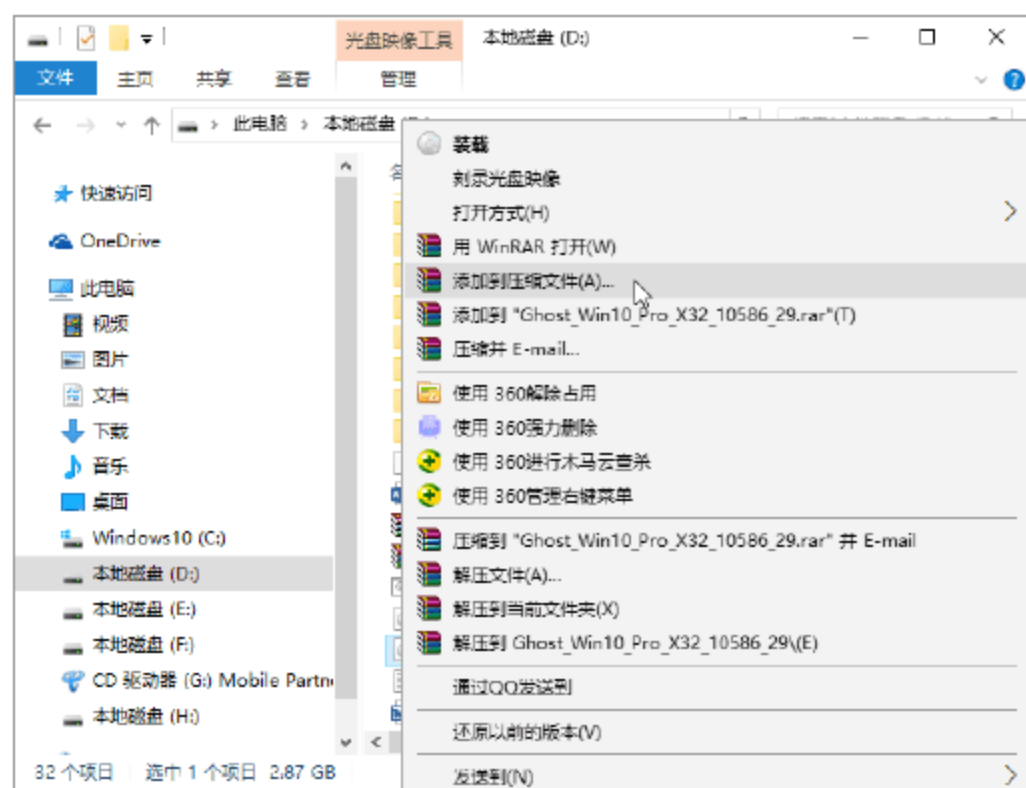 光盘映像工具 本地磁盘 (D:)
文件 主页 共享 查看 管理
此电脑 本地磁盘
快速访问
OneDrive
此电脑
视频
图片
文档
下载
音乐
桌面
Windows10 (C:)
本地磁盘 (D:)
本地磁盘 (E:)
本地磁盘 (F:)
CD 驱动器 (G:) Mobile Partn
本地磁盘 (H:)
32 个项目 选中 1 个项目 2.87 GB
装载
刻录光盘映像
打开方式(H)
用 WinRAR 打开(W)
添加到压缩文件(A)...
添加到 "Ghost_Win10_Pro_X32_10586_29.rar"(T)
压缩并 E-mail...
使用 360解除占用
使用 360强力删除
使用 360进行木马云查杀
使用 360管理右键菜单
压缩到 "Ghost_Win10_Pro_X32_10586_29.rar" 并 E-mail
解压文件(A)...
解压到当前文件夹(X)
解压到 Ghost_Win10_Pro_X32_10586_29\(E)
通过QQ发送到
还原以前的版本(V)
发送到(N)